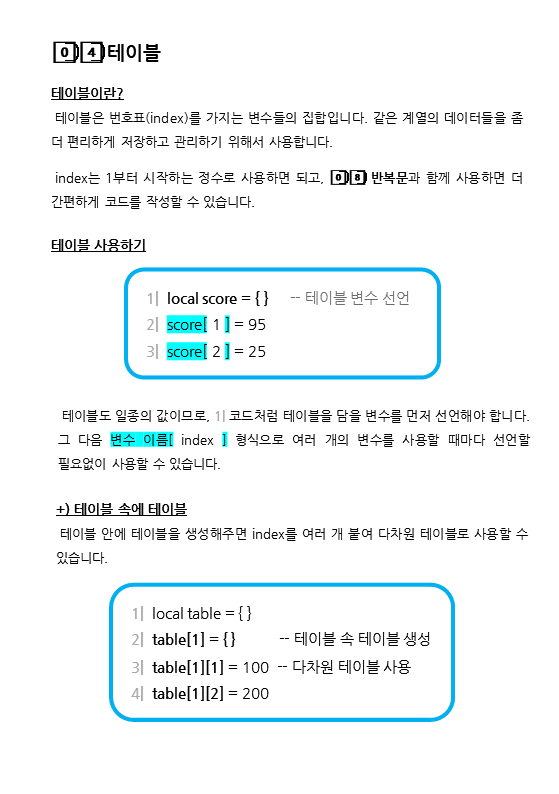 04테이블
테이블이란?
테이블은 번호표(index)를 가지는 변수들의 집합입니다. 같은 계열의 데이터들을 좀
더 편리하게 저장하고 관리하기 위해서 사용합니다.
index는 1부터 시작하는 정수로 사용하면 되고, 08반복문과 함께 사용하면 더
간편하게 코드를 작성할 수 있습니다.
테이블 사용하기
1| local score = { } -- 테이블 변수 선언
2| score[ 1 ] = 95
3| score[ 2 ] = 25
테이블도 일종의 값이므로, 1| 코드처럼 테이블을 담을 변수를 먼저 선언해야 합니다.
그 다음 변수 이름[ index ] 형식으로 여러 개의 변수를 사용할 때마다 선언할
필요없이 사용할 수 있습니다.
+) 테이블 속에 테이블
테이블 안에 테이블을 생성해주면 index를 여러 개 붙여 다차원 테이블로 사용할 수
있습니다.
1| local table = { }
2| table[1] = { } -- 테이블 속 테이블 생성
3| table[1][1] = 100 -- 다차원 테이블 사용
4| table[1][2] = 200